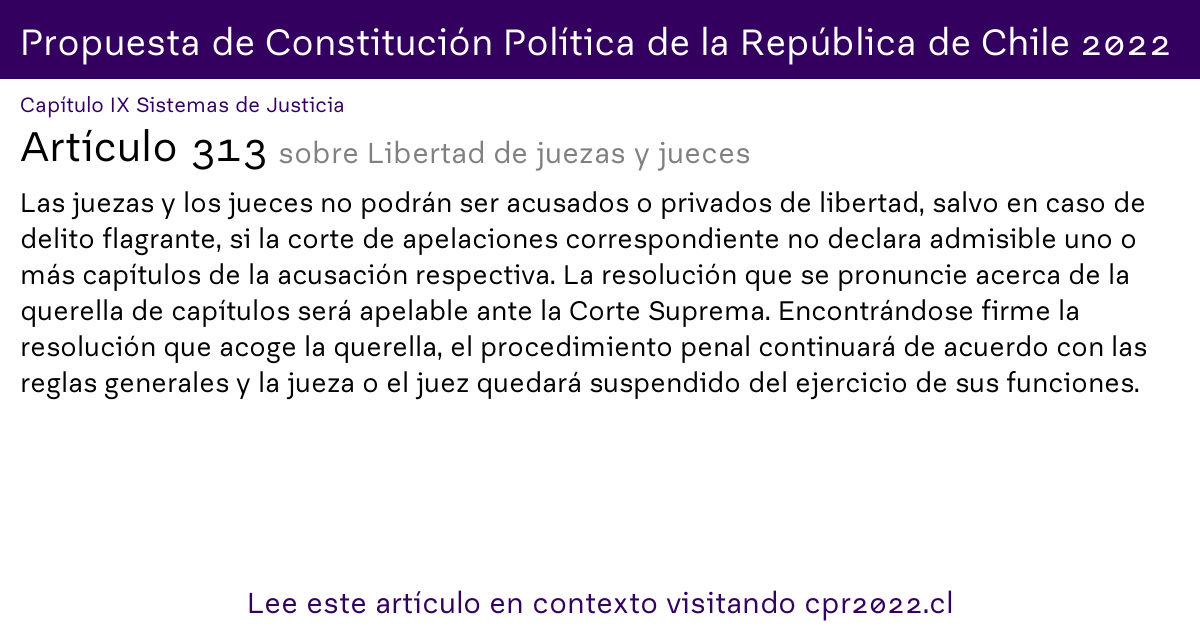 Propuesta de Constitución Política de la República de Chile 2022
Capítulo IX Sistemas de Justicia
Artículo 313 sobre Libertad de juezas y jueces
Las juezas y los jueces no podrán ser acusados o privados de libertad, salvo en caso de
delito flagrante, si la corte de apelaciones correspondiente no declara admisible uno o
más capítulos de la acusación respectiva. La resolución que se pronuncie acerca de la
querella de capítulos será apelable ante la Corte Suprema. Encontrándose firme la
resolución que acoge la querella, el procedimiento penal continuará de acuerdo con las
reglas generales y la jueza o el juez quedará suspendido del ejercicio de sus funciones.
Lee este artículo en contexto visitando cpr2022.cl